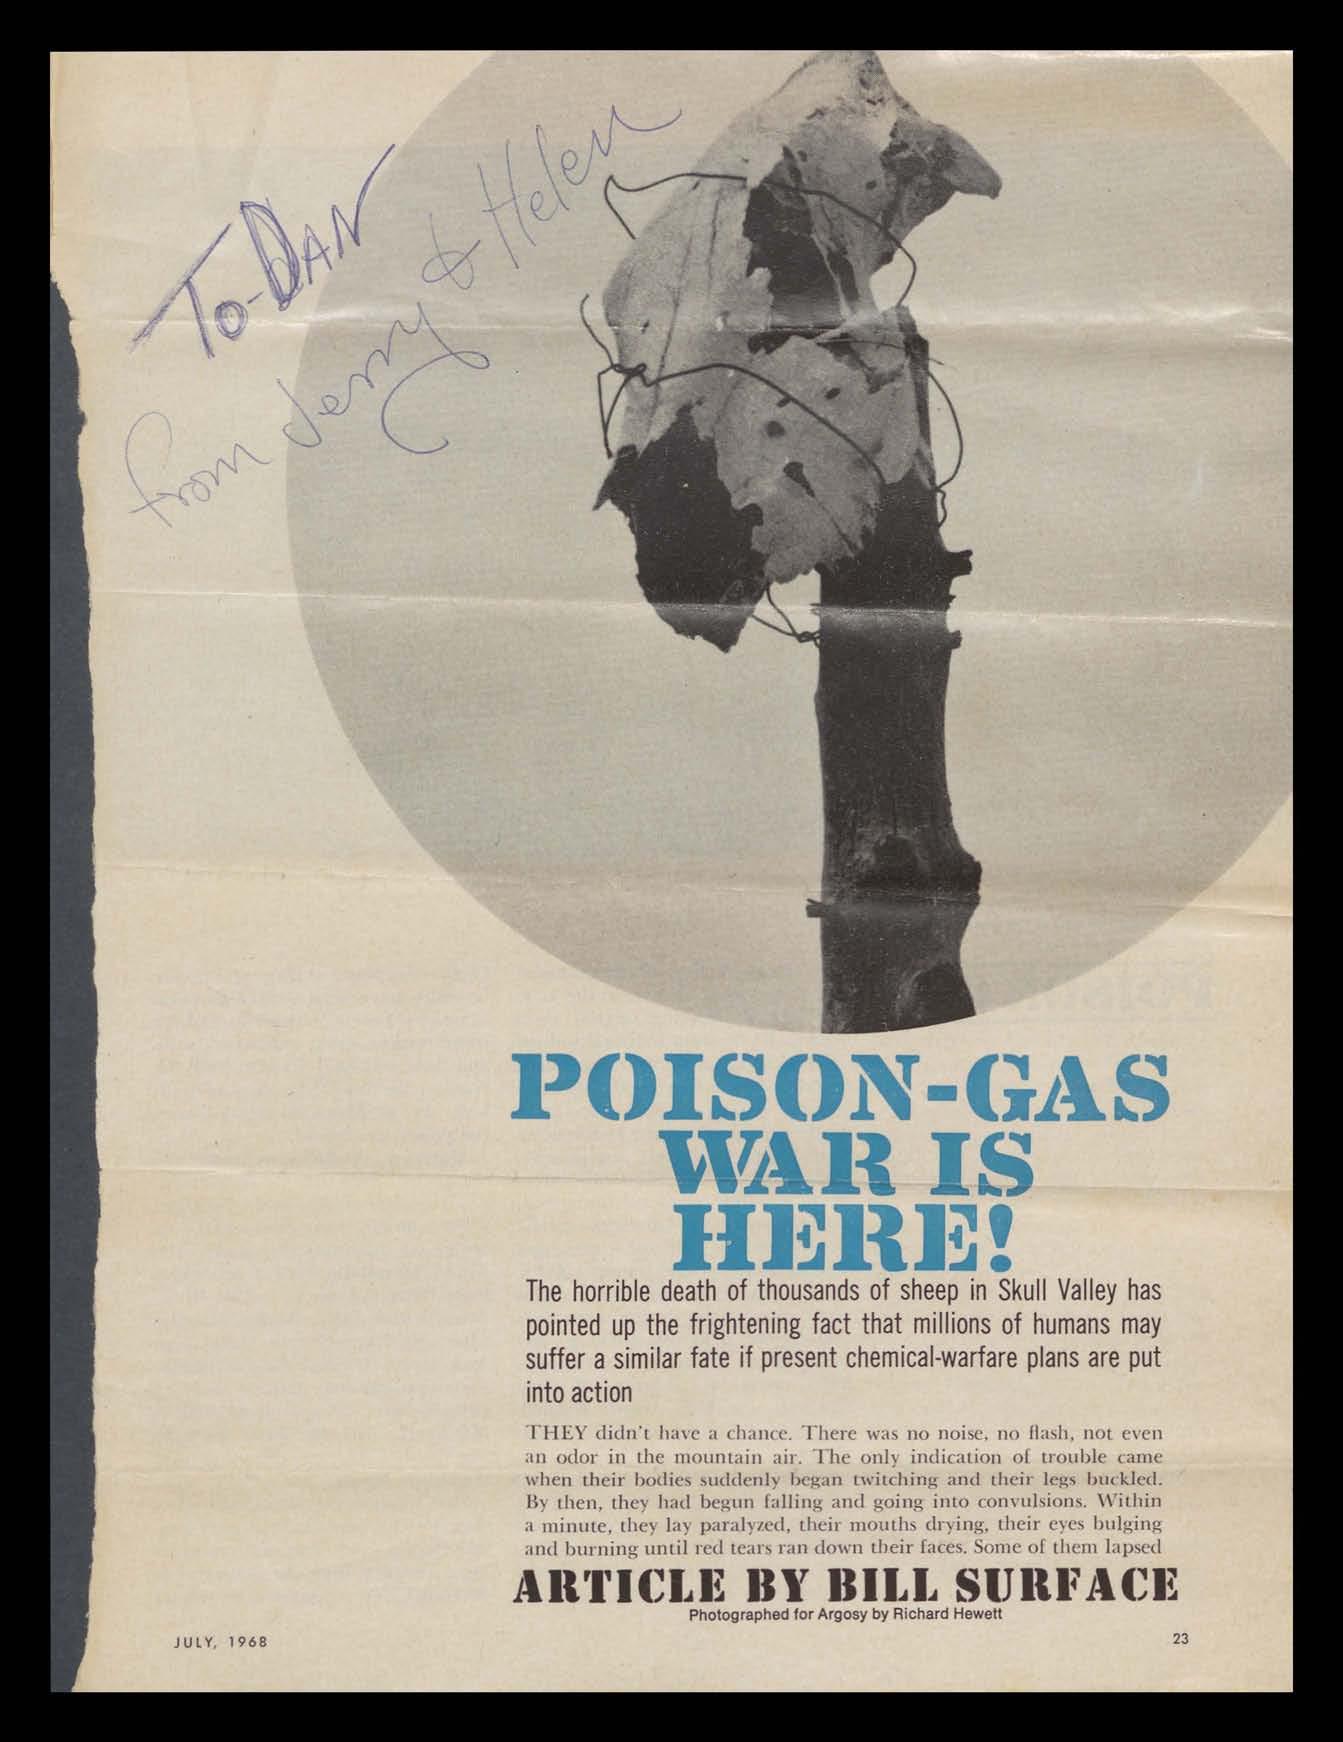 To-DAN
from Jerry & Helen
POISON-GAS
WAR IS
HERE!
The horrible death of thousands of sheep in Skull Valley has
pointed up the frightening fact that millions of humans may
suffer a similar fate if present chemical-warfare plans are put
into action
THEY didn't have a chance. There was no noise, no flash, not even
an odor in the mountain air. The only indication of trouble came
when their bodies suddenly began twitching and their legs buckled.
By then, they had begun falling and going into convulsions. Within
a minute, they lay paralyzed, their mouths drying, their eyes bulging
and burning until red tears ran down their faces. Some of them lapsed
ARTICLE BY BILL SURFACE
Photographed for Argosy by Richard Hewett
JULY, 1968
23